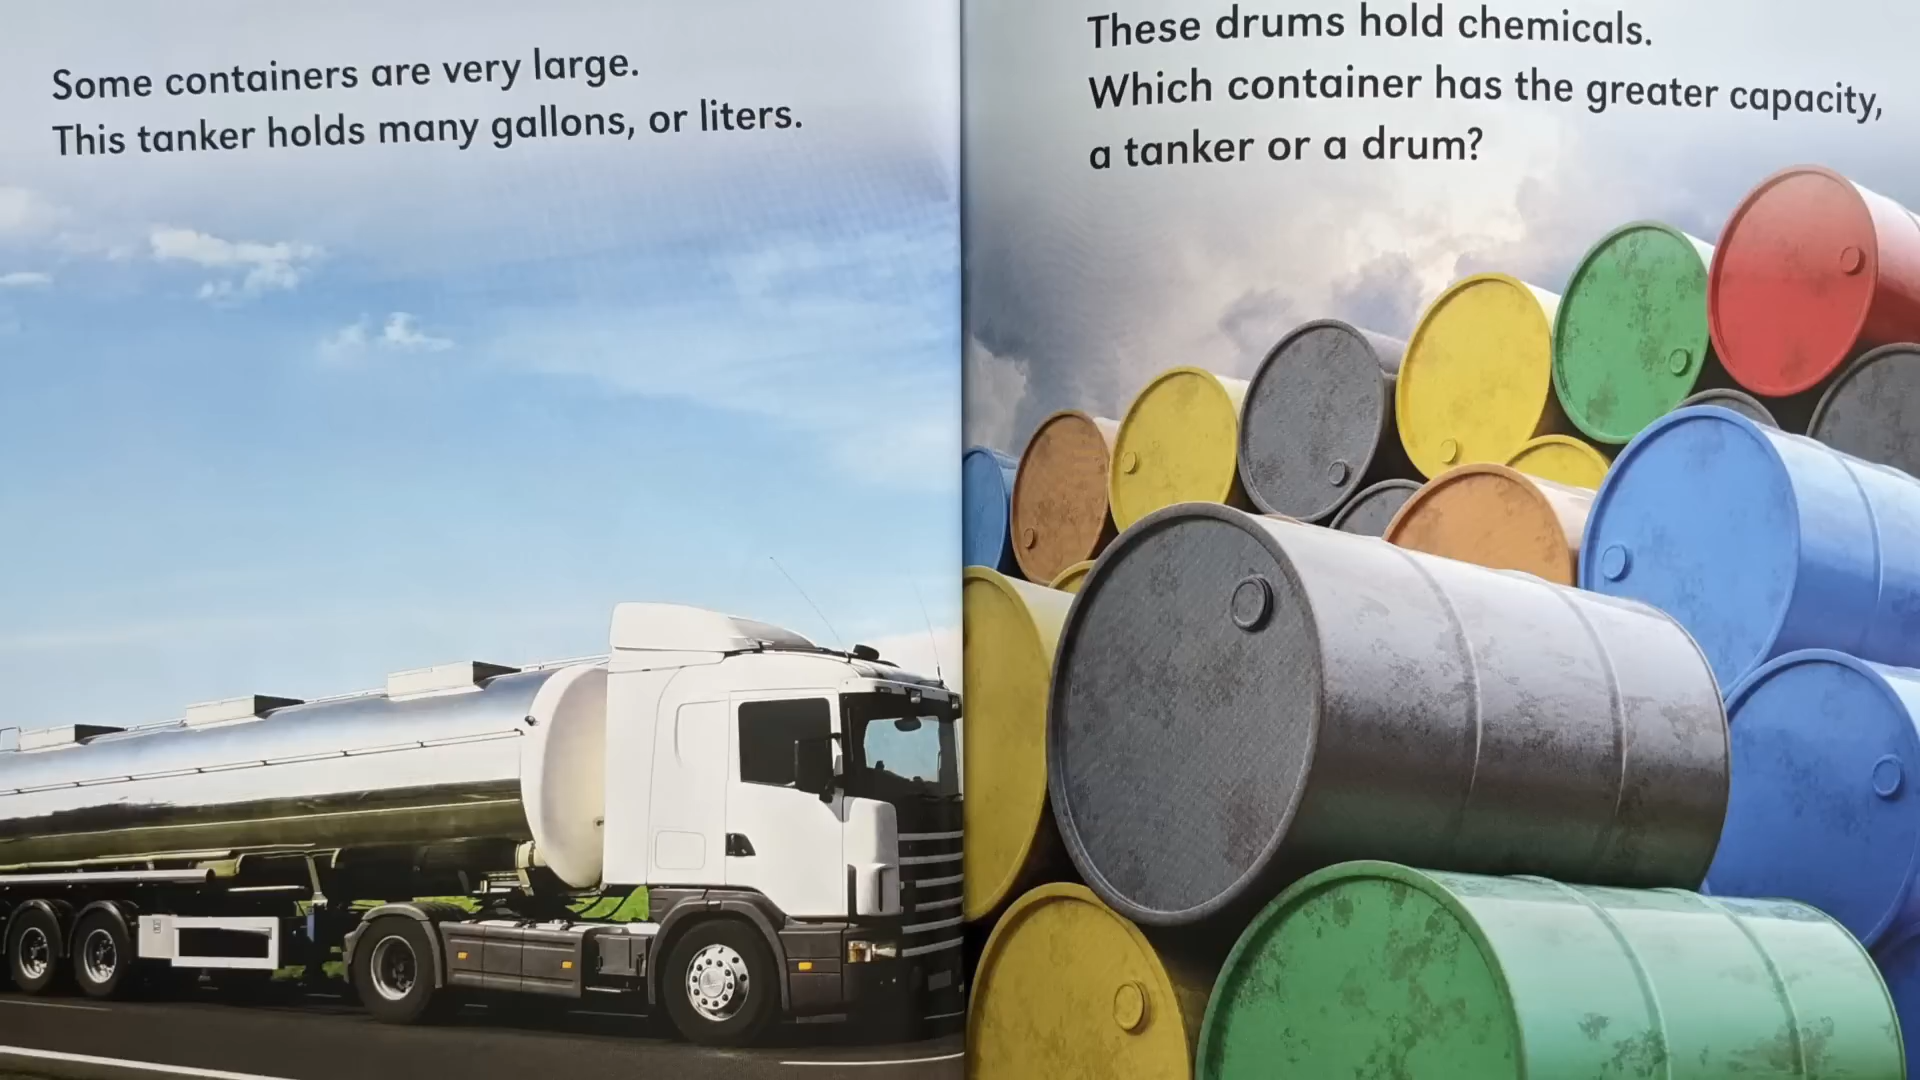 Some containers are very large.
This tanker holds many gallons, or liters.
These drums hold chemicals.
Which container has the greater capacity,
a tanker or a drum?